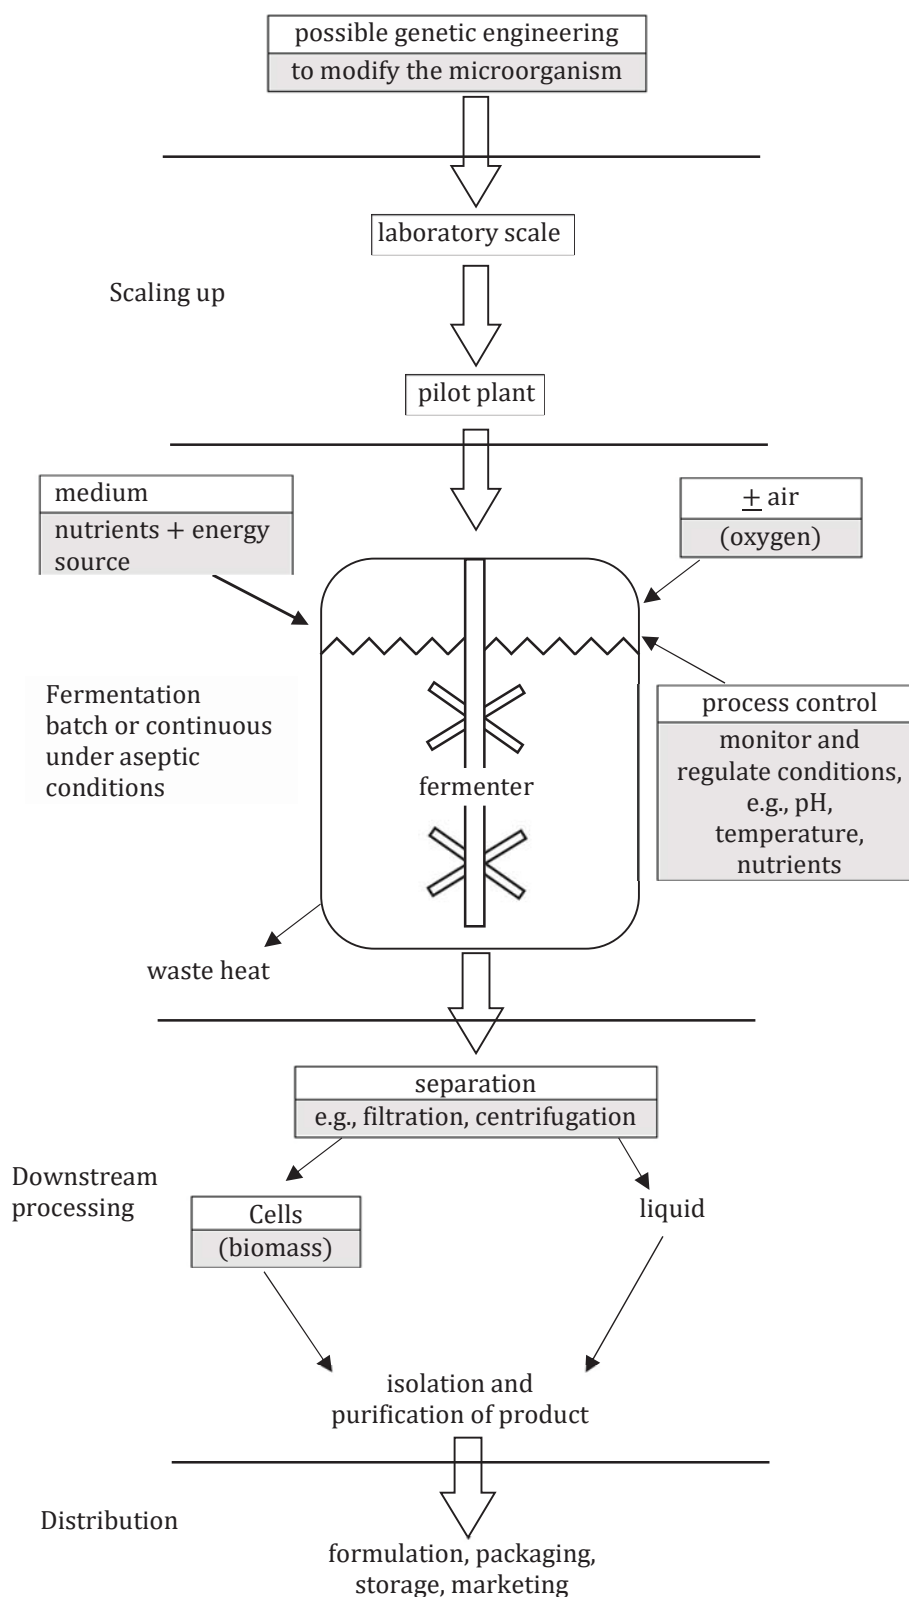 possible genetic engineering
to modify the microorganism
laboratory scale
Scaling up
pilot plant
medium
nutrients + energy
source
± air
(oxygen)
Fermentation
batch or continuous
under aseptic
conditions
process control
monitor and
regulate conditions,
e.g., pH,
temperature,
nutrients
fermenter
waste heat
separation
e.g., filtration, centrifugation
Downstream
processing
Cells
(biomass)
liquid
isolation and
purification of product
Distribution
formulation, packaging,
storage, marketing